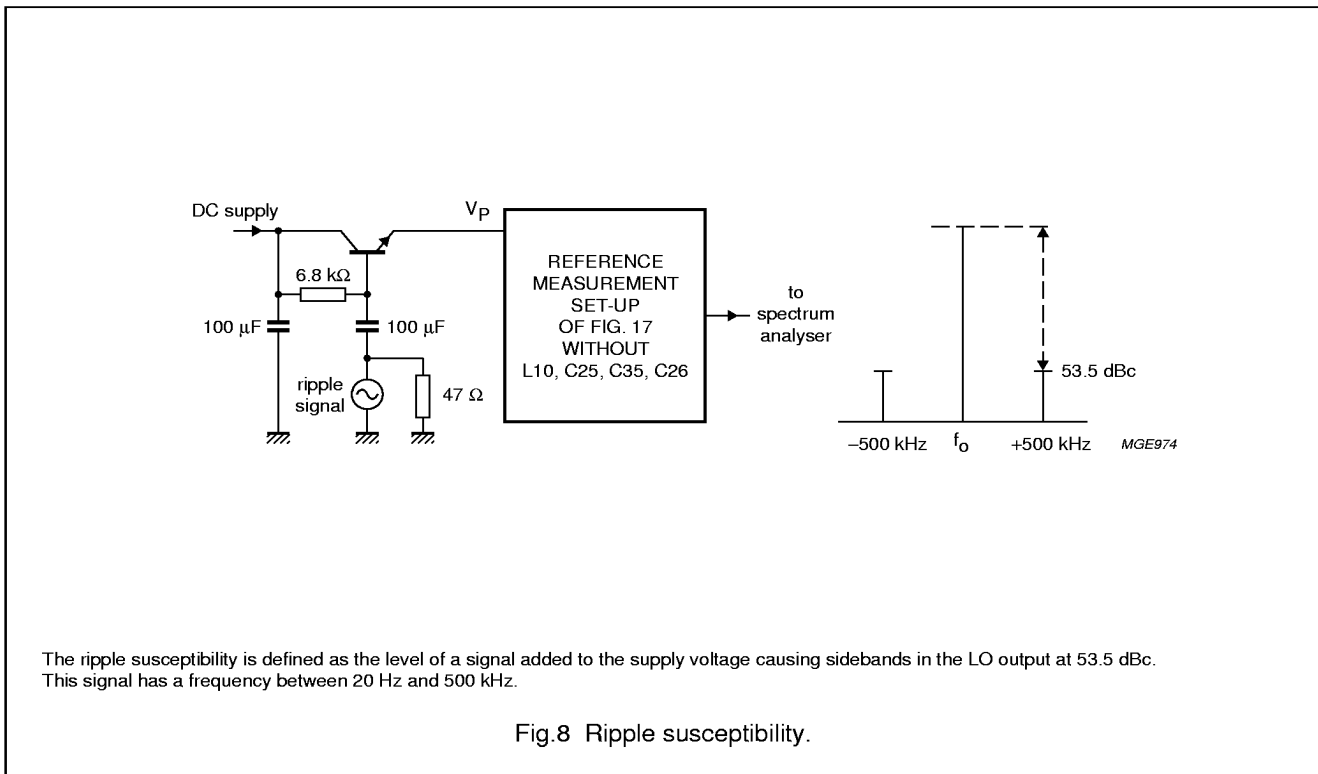 DC supply
V_P
6.8 kΩ
100 μF
100 μF
ripple
signal
47 Ω
REFERENCE
MEASUREMENT
SET-UP
OF FIG. 17
WITHOUT
L10, C25, C35, C26
to
spectrum
analyser
53.5 dBc
–500 kHz
f_o
+500 kHz
MGE974
The ripple susceptibility is defined as the level of a signal added to the supply voltage causing sidebands in the LO output at 53.5 dBc.
This signal has a frequency between 20 Hz and 500 kHz.
Fig.8 Ripple susceptibility.